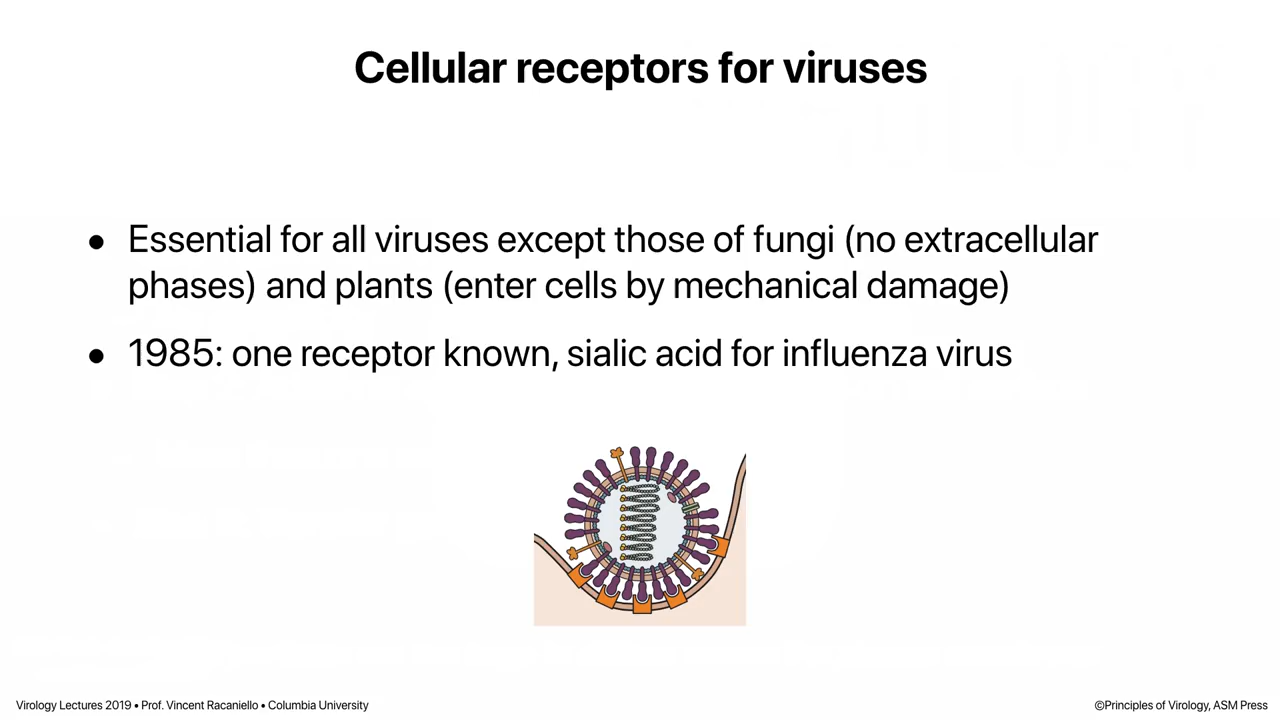 Cellular receptors for viruses
• Essential for all viruses except those of fungi (no extracellular
phases) and plants (enter cells by mechanical damage)
• 1985: one receptor known, sialic acid for influenza virus
Virology Lectures 2019 • Prof. Vincent Racaniello • Columbia University
©Principles of Virology, ASM Press